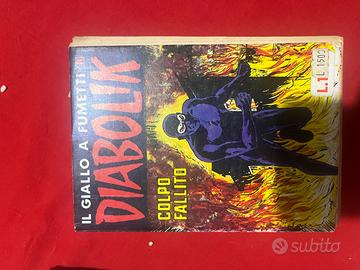 IL GIALLO A FUMETTI
DIABOLIK
COLPO
FALLITO
L. 150
subito